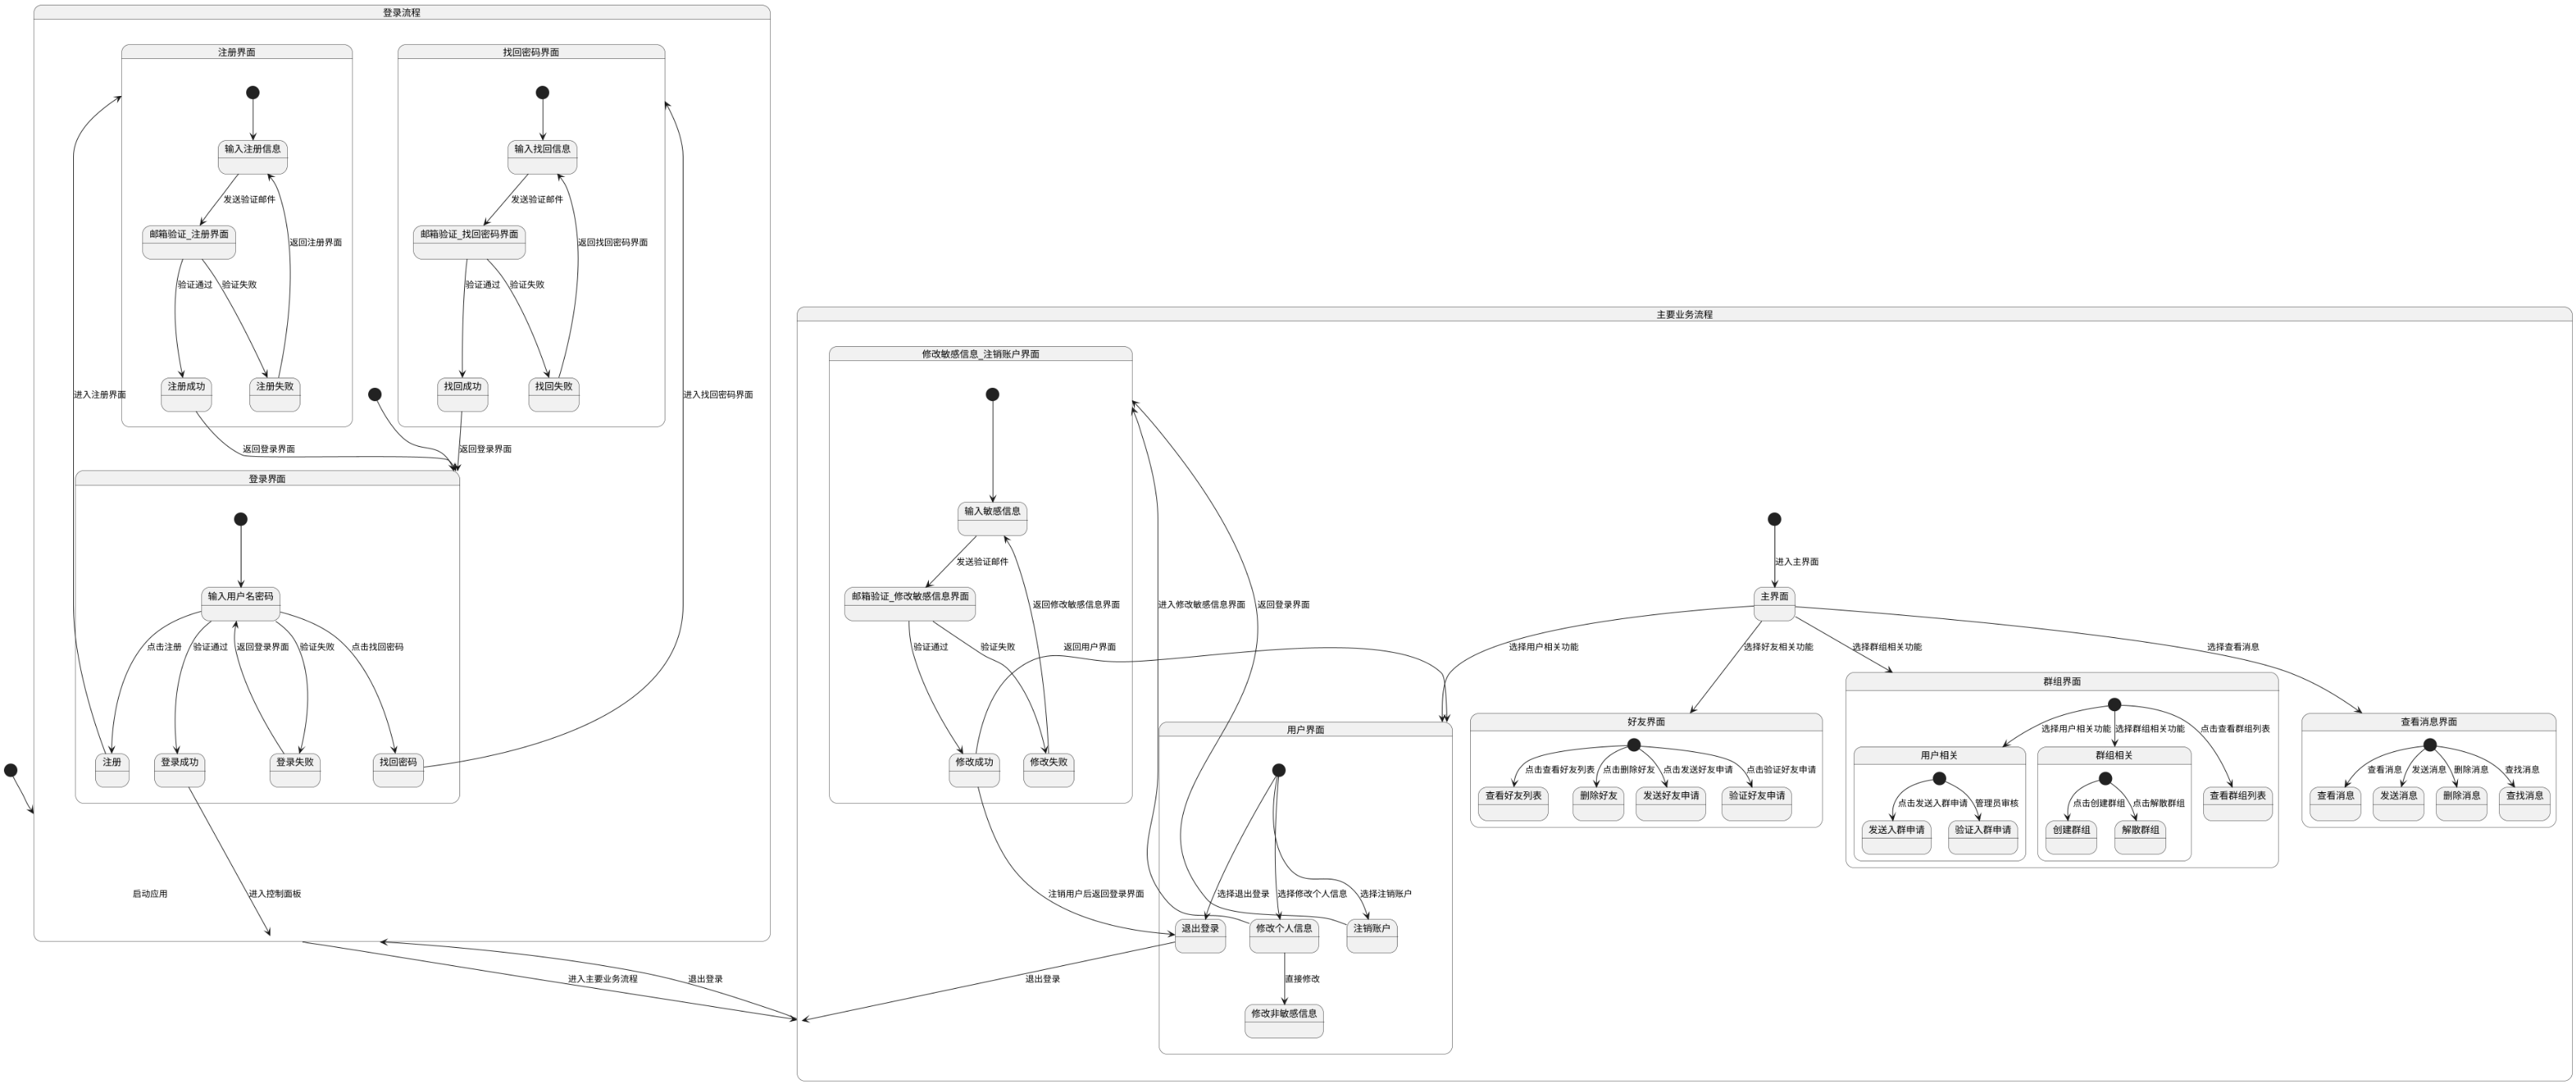 登录流程
注册界面
找回密码界面
输入注册信息
输入找回信息
发送验证邮件
发送验证邮件
邮箱验证_注册界面
邮箱验证_找回密码界面
返回注册界面
返回找回密码界面
验证通过
验证失败
验证通过
验证失败
注册成功
注册失败
找回成功
找回失败
进入注册界面
进入找回密码界面
返回登录界面
返回登录界面
登录界面
输入用户名密码
点击注册
验证通过
返回登录界面
验证失败
点击找回密码
注册
登录成功
登录失败
找回密码
启动应用
进入控制面板
进入主要业务流程
退出登录
主要业务流程
修改敏感信息_注销账户界面
输入敏感信息
发送验证邮件
邮箱验证_修改敏感信息界面
返回修改敏感信息界面
进入修改敏感信息界面
返回登录界面
验证通过
验证失败
返回用户界面
修改成功
修改失败
注销用户后返回登录界面
进入主界面
主界面
选择用户相关功能
选择好友相关功能
选择群组相关功能
选择查看消息
用户界面
选择退出登录
选择修改个人信息
选择注销账户
退出登录
修改个人信息
注销账户
退出登录
直接修改
修改非敏感信息
好友界面
点击查看好友列表
点击删除好友
点击发送好友申请
点击验证好友申请
查看好友列表
删除好友
发送好友申请
验证好友申请
群组界面
选择用户相关功能
选择群组相关功能
点击查看群组列表
用户相关
群组相关
点击发送入群申请
管理员审核
点击创建群组
点击解散群组
查看群组列表
发送入群申请
验证入群申请
创建群组
解散群组
查看消息界面
查看消息
发送消息
删除消息
查找消息
查看消息
发送消息
删除消息
查找消息